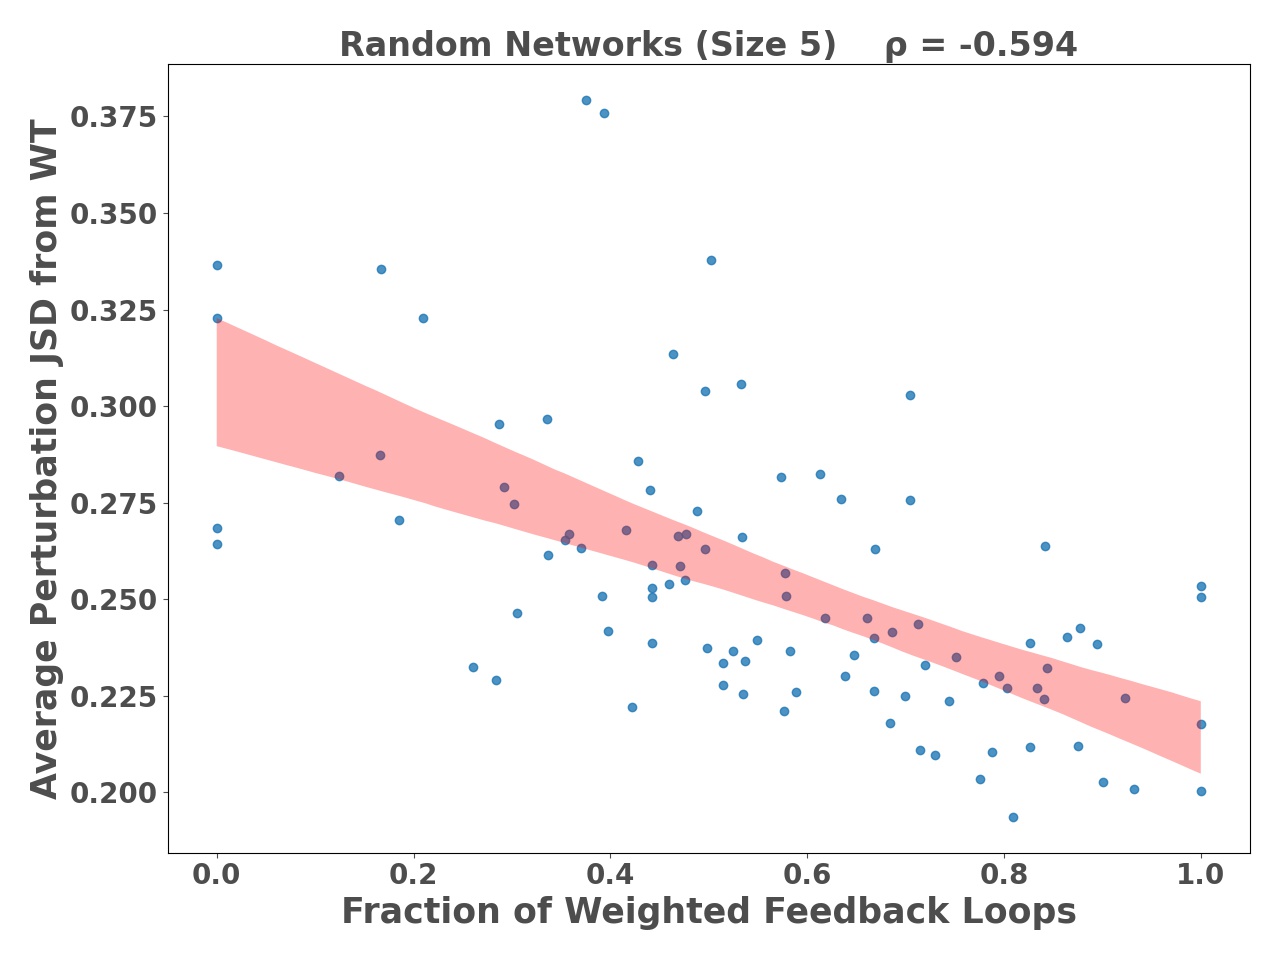 Random Networks (Size 5)    ρ = -0.594
Average Perturbation JSD from WT
0.375
0.350
0.325
0.300
0.275
0.250
0.225
0.200
0.0 0.2 0.4 0.6 0.8 1.0
Fraction of Weighted Feedback Loops